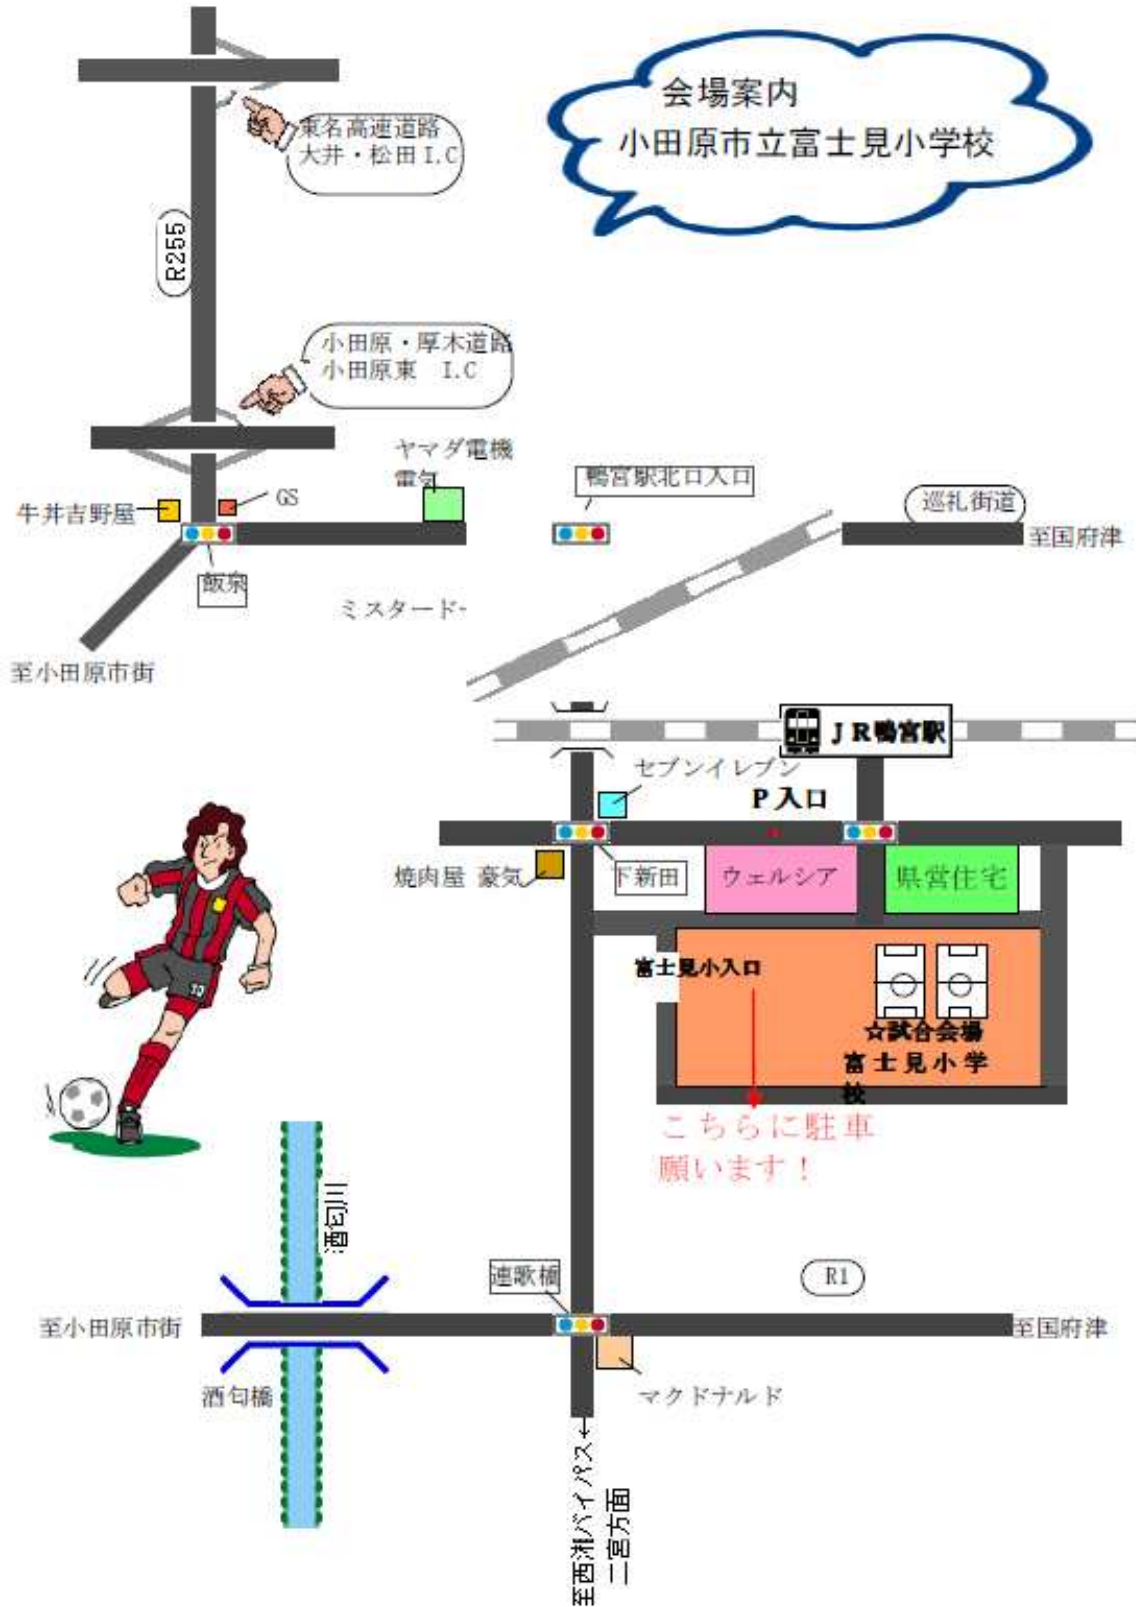 会場案内
小田原市立富士見小学校
東名高速道路
大井・松田I.C
R255
小田原・厚木道路
小田原東 I.C
ヤマダ電機
電気
鴨宮駅北口入口
巡礼街道
牛丼吉野屋
GS
至国府津
飯泉
ミスタード
至小田原市街
JR鴨宮駅
セブンイレブン
P入口
焼肉屋 豪気
下新田
ウェルシア
県営住宅
富士見小入口
☆試合会場
富士見小学
校
10
こちらに駐車
願います!
酒匂川
連歌橋
R1
至小田原市街
至国府津
酒匂橋
マクドナルド
至西湘バイパス←
二宮方面